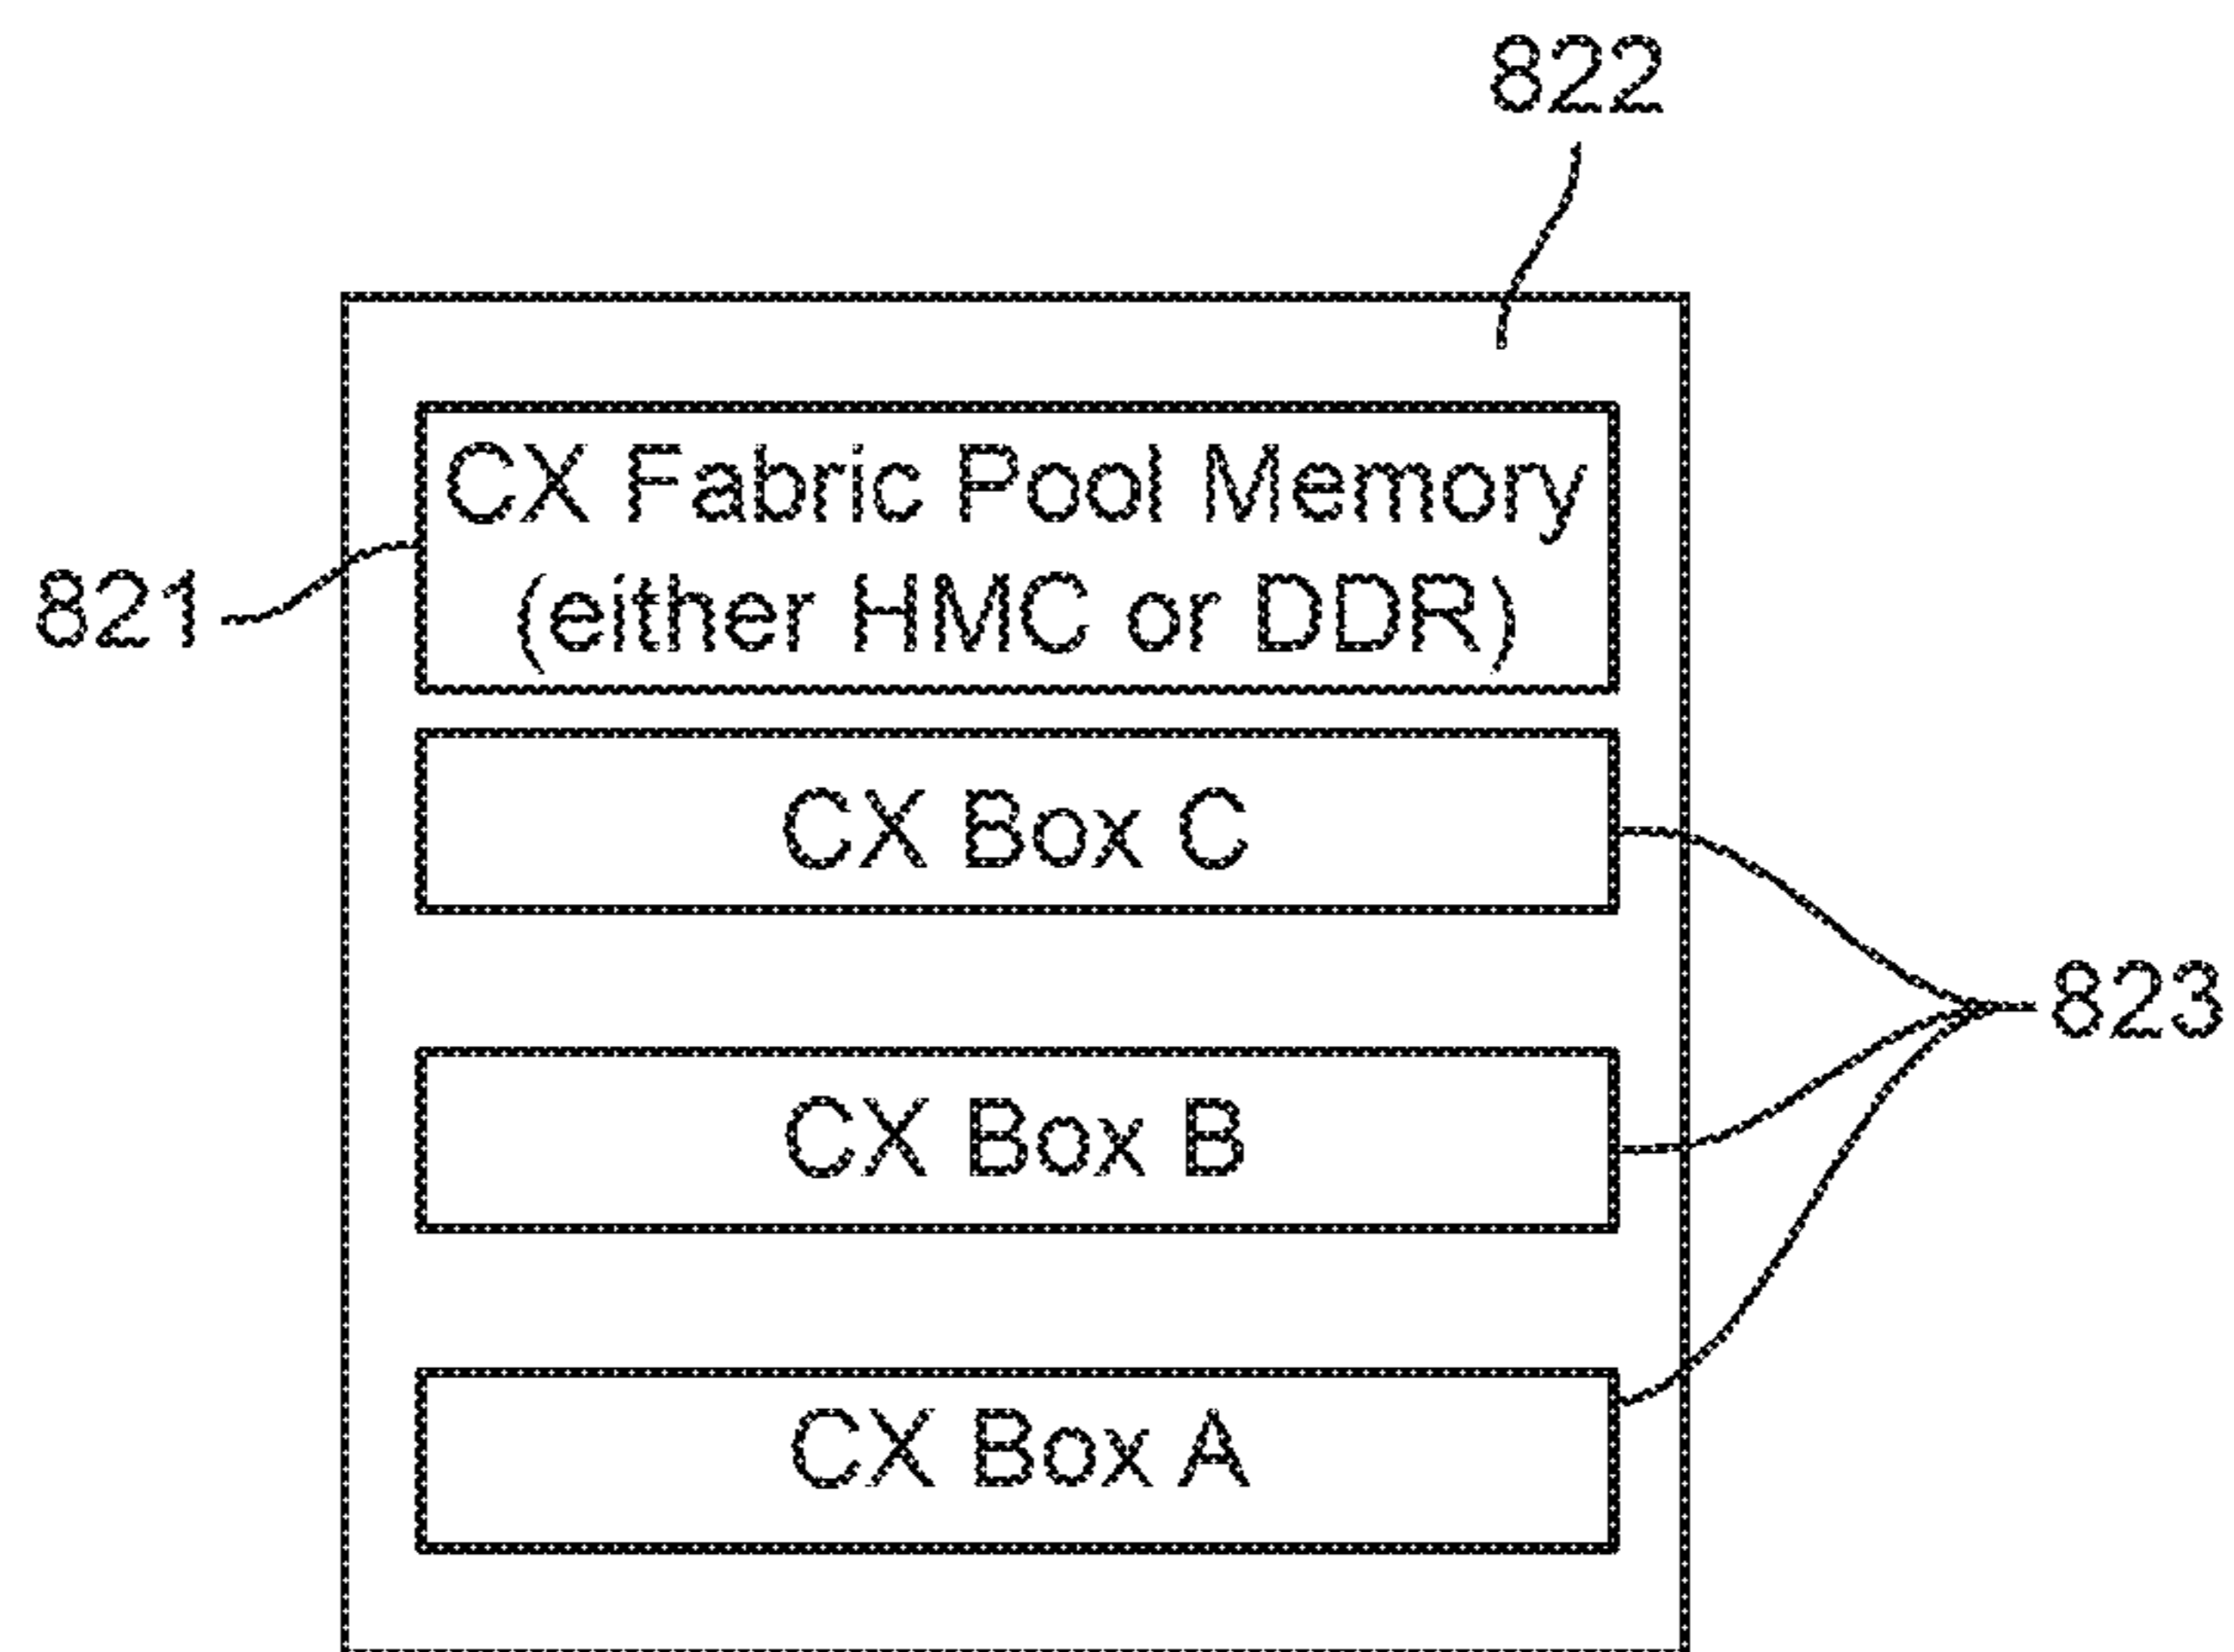 822
CX Fabric Pool Memory
(either HMC or DDR)
821
CX Box C
823
CX Box B
CX Box A